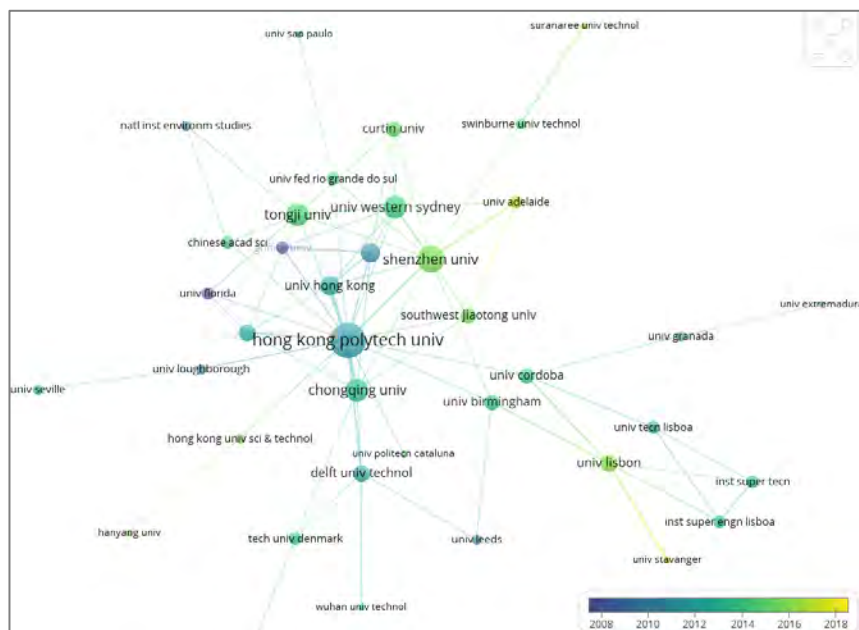 univ sao paulo
suranaree univ technol
natl inst environm studies
curtin univ
swinburne univ technol
univ fed rio grande do sul
univ western sydney
univ adelaide
tongji univ
chinese acad sci
shenzhen univ
univ hong kong
univ florida
univ extremadura
southwest jiaotong univ
hong kong polytech univ
univ granada
univ loughborough
univ cordoba
univ seville
chongqing univ
univ birmingham
univ tecn lisboa
hong kong univ sci & technol
univ politecn cataluna
univ lisbon
delft univ technol
inst super tecn
inst super engn lisboa
hanyang univ
tech univ denmark
univ leeds
univ stavanger
wuhan univ technol
2008 2010 2012 2014 2016 2018